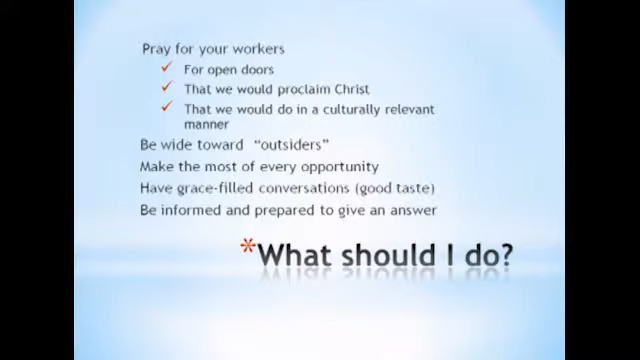 Pray for your workers
✓ For open doors
✓ That we would proclaim Christ
✓ That we would do in a culturally relevant
manner
Be wide toward "outsiders"
Make the most of every opportunity
Have grace-filled conversations (good taste)
Be informed and prepared to give an answer
*What should I do?